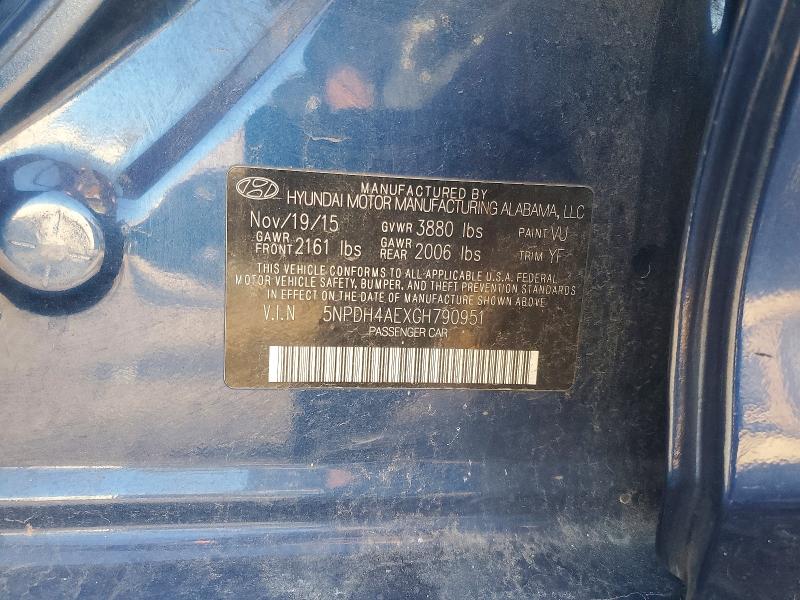 MANUFACTURED BY
HYUNDAI MOTOR MANUFACTURING ALABAMA, LLC
Nov/19/15 GVWR 3880 lbs PAINT VU
GAWR FRONT 2161 lbs GAWR REAR 2006 lbs TRIM YF
THIS VEHICLE CONFORMS TO ALL APPLICABLE U.S.A. FEDERAL
MOTOR VEHICLE SAFETY, BUMPER, AND THEFT PREVENTION STANDARDS
IN EFFECT ON THE DATE OF MANUFACTURE SHOWN ABOVE.
V.I.N 5NPDH4AEXGH790951
PASSENGER CAR